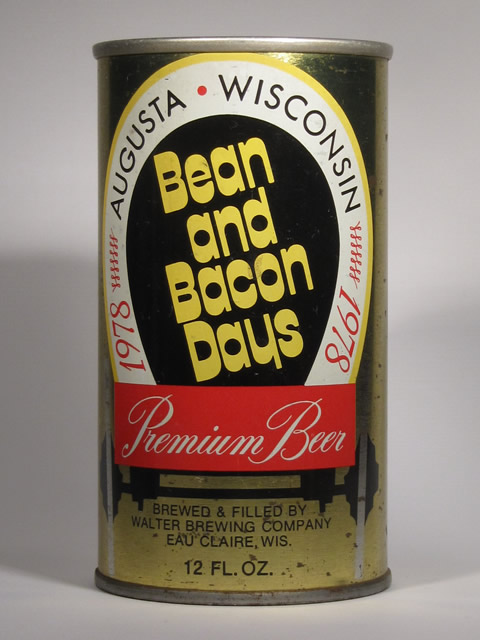 AUGUSTA • WISCONSIN
1978
1978
Bean
and
Bacon
Days
Premium Beer
BREWED & FILLED BY
WALTER BREWING COMPANY
EAU CLAIRE, WIS.
12 FL. OZ.